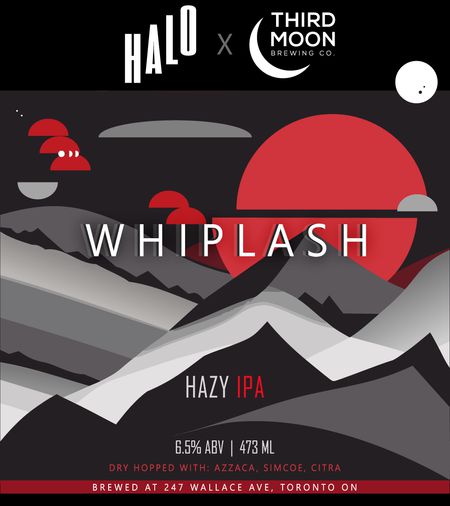 HALO X THIRD MOON BREWING CO.
WHIPLASH
HAZY IPA
6.5% ABV | 473 ML
DRY HOPPED WITH: AZZACA, SIMCOE, CITRA
BREWED AT 247 WALLACE AVE, TORONTO ON